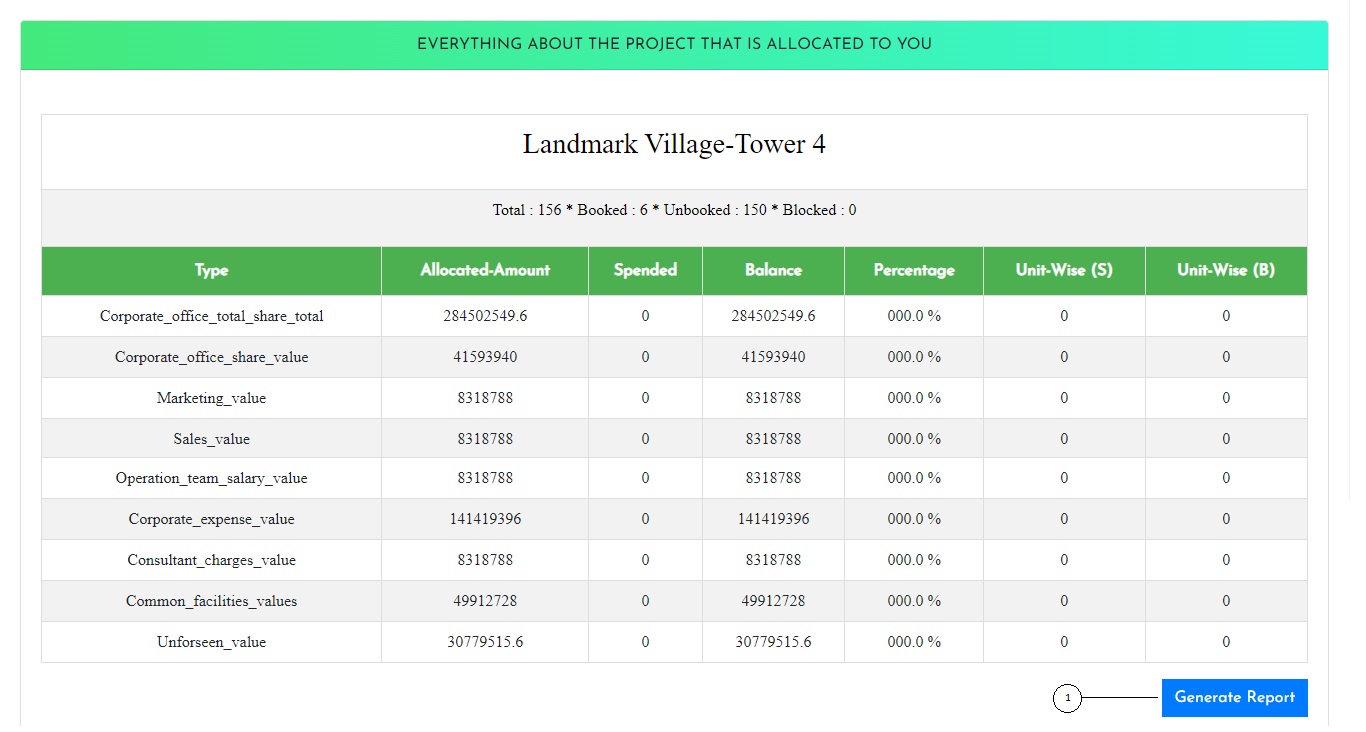 EVERYTHING ABOUT THE PROJECT THAT IS ALLOCATED TO YOU
Landmark Village-Tower 4
Total : 156 * Booked : 6 * Unbooked : 150 * Blocked : 0
Type Allocated-Amount Spended Balance Percentage Unit-Wise (S) Unit-Wise (B)
Corporate_office_total_share_total 284502549.6 0 284502549.6 000.0 % 0 0
Corporate_office_share_value 41593940 0 41593940 000.0 % 0 0
Marketing_value 8318788 0 8318788 000.0 % 0 0
Sales_value 8318788 0 8318788 000.0 % 0 0
Operation_team_salary_value 8318788 0 8318788 000.0 % 0 0
Corporate_expense_value 141419396 0 141419396 000.0 % 0 0
Consultant_charges_value 8318788 0 8318788 000.0 % 0 0
Common_facilities_values 49912728 0 49912728 000.0 % 0 0
Unforseen_value 30779515.6 0 30779515.6 000.0 % 0 0
1 Generate Report